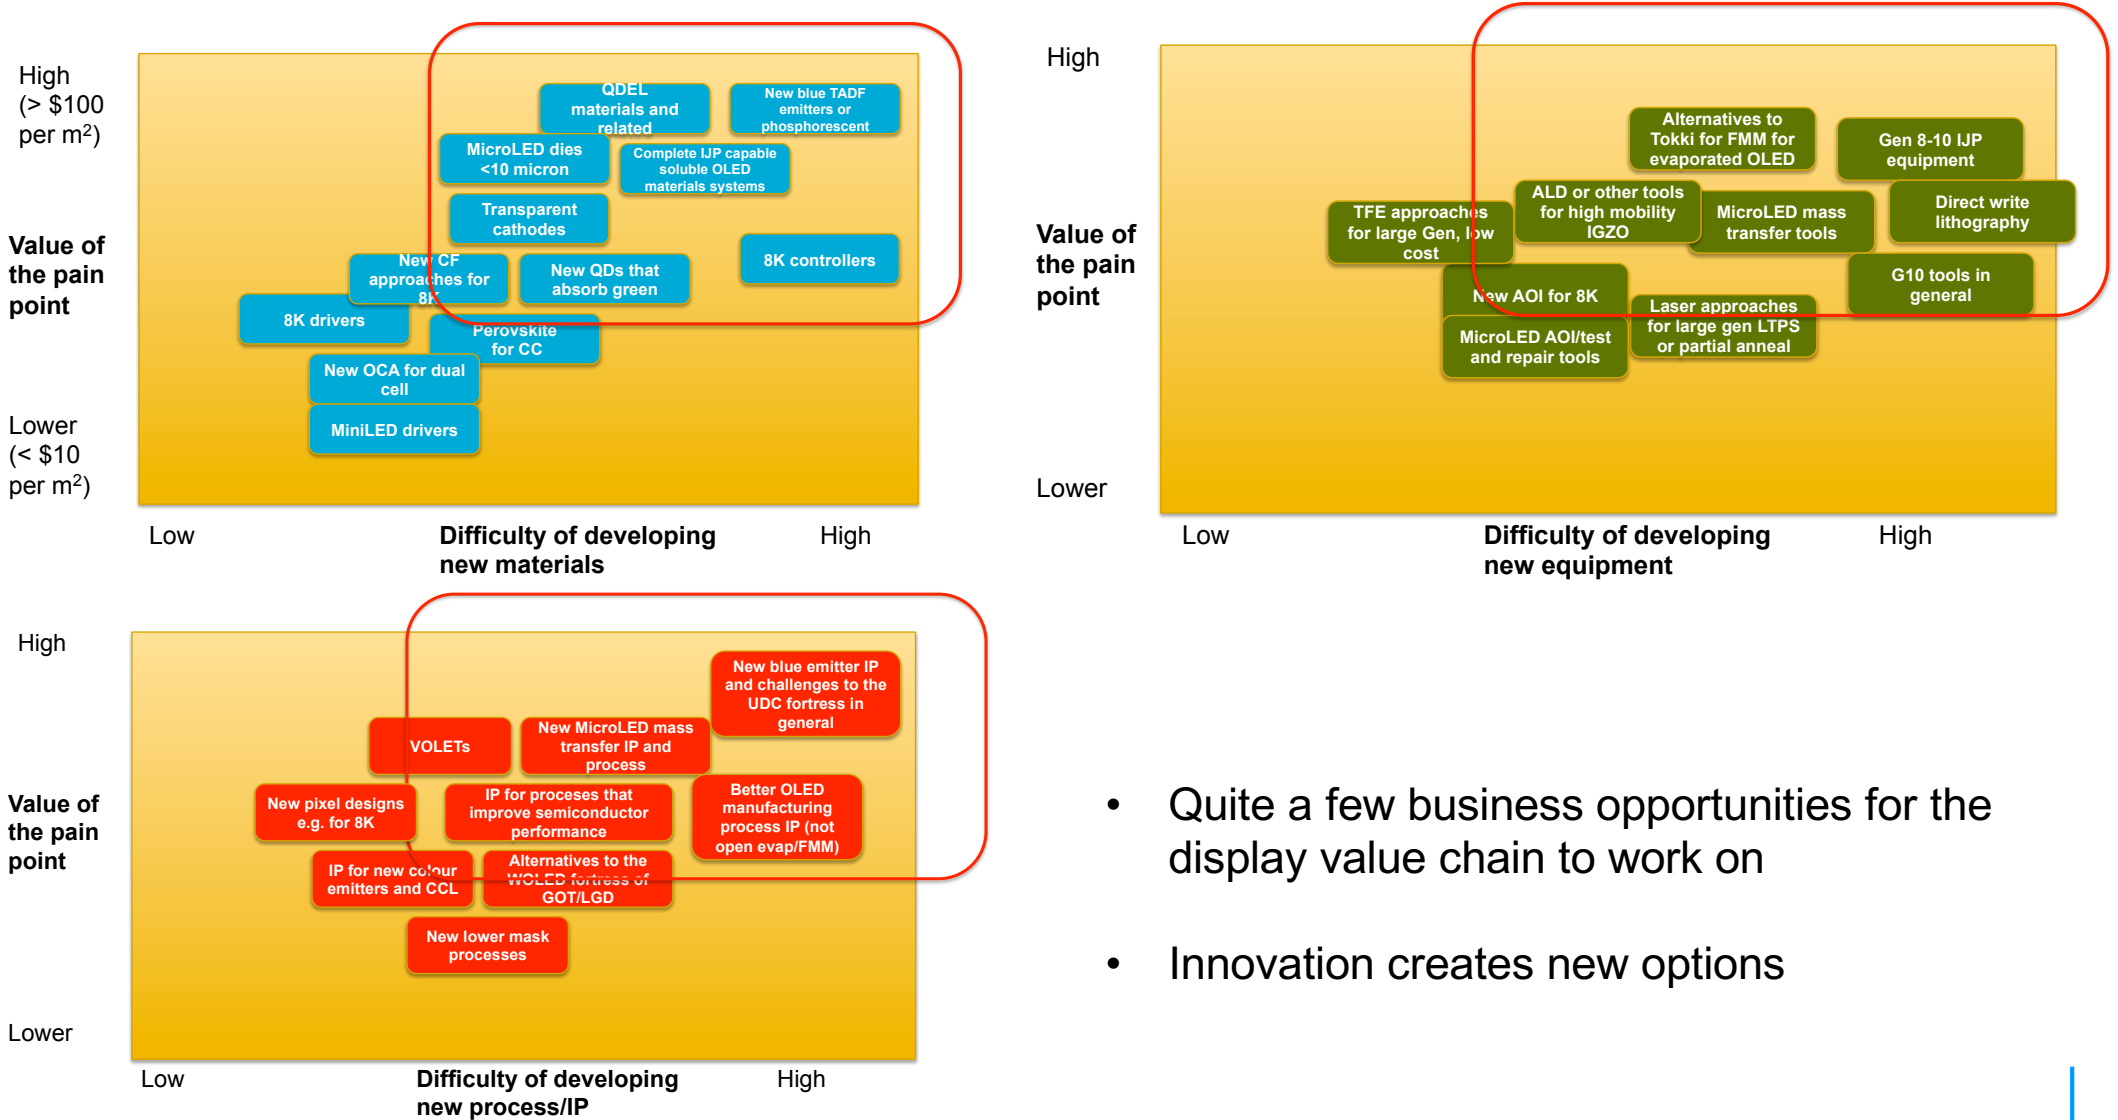 High
(> $100
per m2)
Value of
the pain
point
Lower
(< $10
per m2)
QDEL
materials and
related
New blue TADF
emitters or
phosphorescent
MicroLED dies
<10 micron
Complete IJP capable
soluble OLED
materials systems
Transparent
cathodes
New CF
approaches for
8K
New QDs that
absorb green
8K controllers
8K drivers
Perovskite
for CC
New OCA for dual
cell
MiniLED drivers
Low
Difficulty of developing
new materials
High
High
Value of
the pain
point
Lower
Alternatives to
Tokki for FMM for
evaporated OLED
Gen 8-10 IJP
equipment
TFE approaches
for large Gen, low
cost
ALD or other tools
for high mobility
IGZO
MicroLED mass
transfer tools
Direct write
lithography
New AOI for 8K
Laser approaches
for large gen LTPS
or partial anneal
G10 tools in
general
MicroLED AOI/test
and repair tools
Low
Difficulty of developing
new equipment
High
High
Value of
the pain
point
Lower
New blue emitter IP
and challenges to the
UDC fortress in
general
VOLETs
New MicroLED mass
transfer IP and
process
New pixel designs
e.g. for 8K
IP for proceses that
improve semiconductor
performance
Better OLED
manufacturing
process IP (not
open evap/FMM)
IP for new colour
emitters and CCL
Alternatives to the
WOLED fortress of
GOT/LGD
New lower mask
processes
Low
Difficulty of developing
new process/IP
High
• Quite a few business opportunities for the
display value chain to work on
• Innovation creates new options